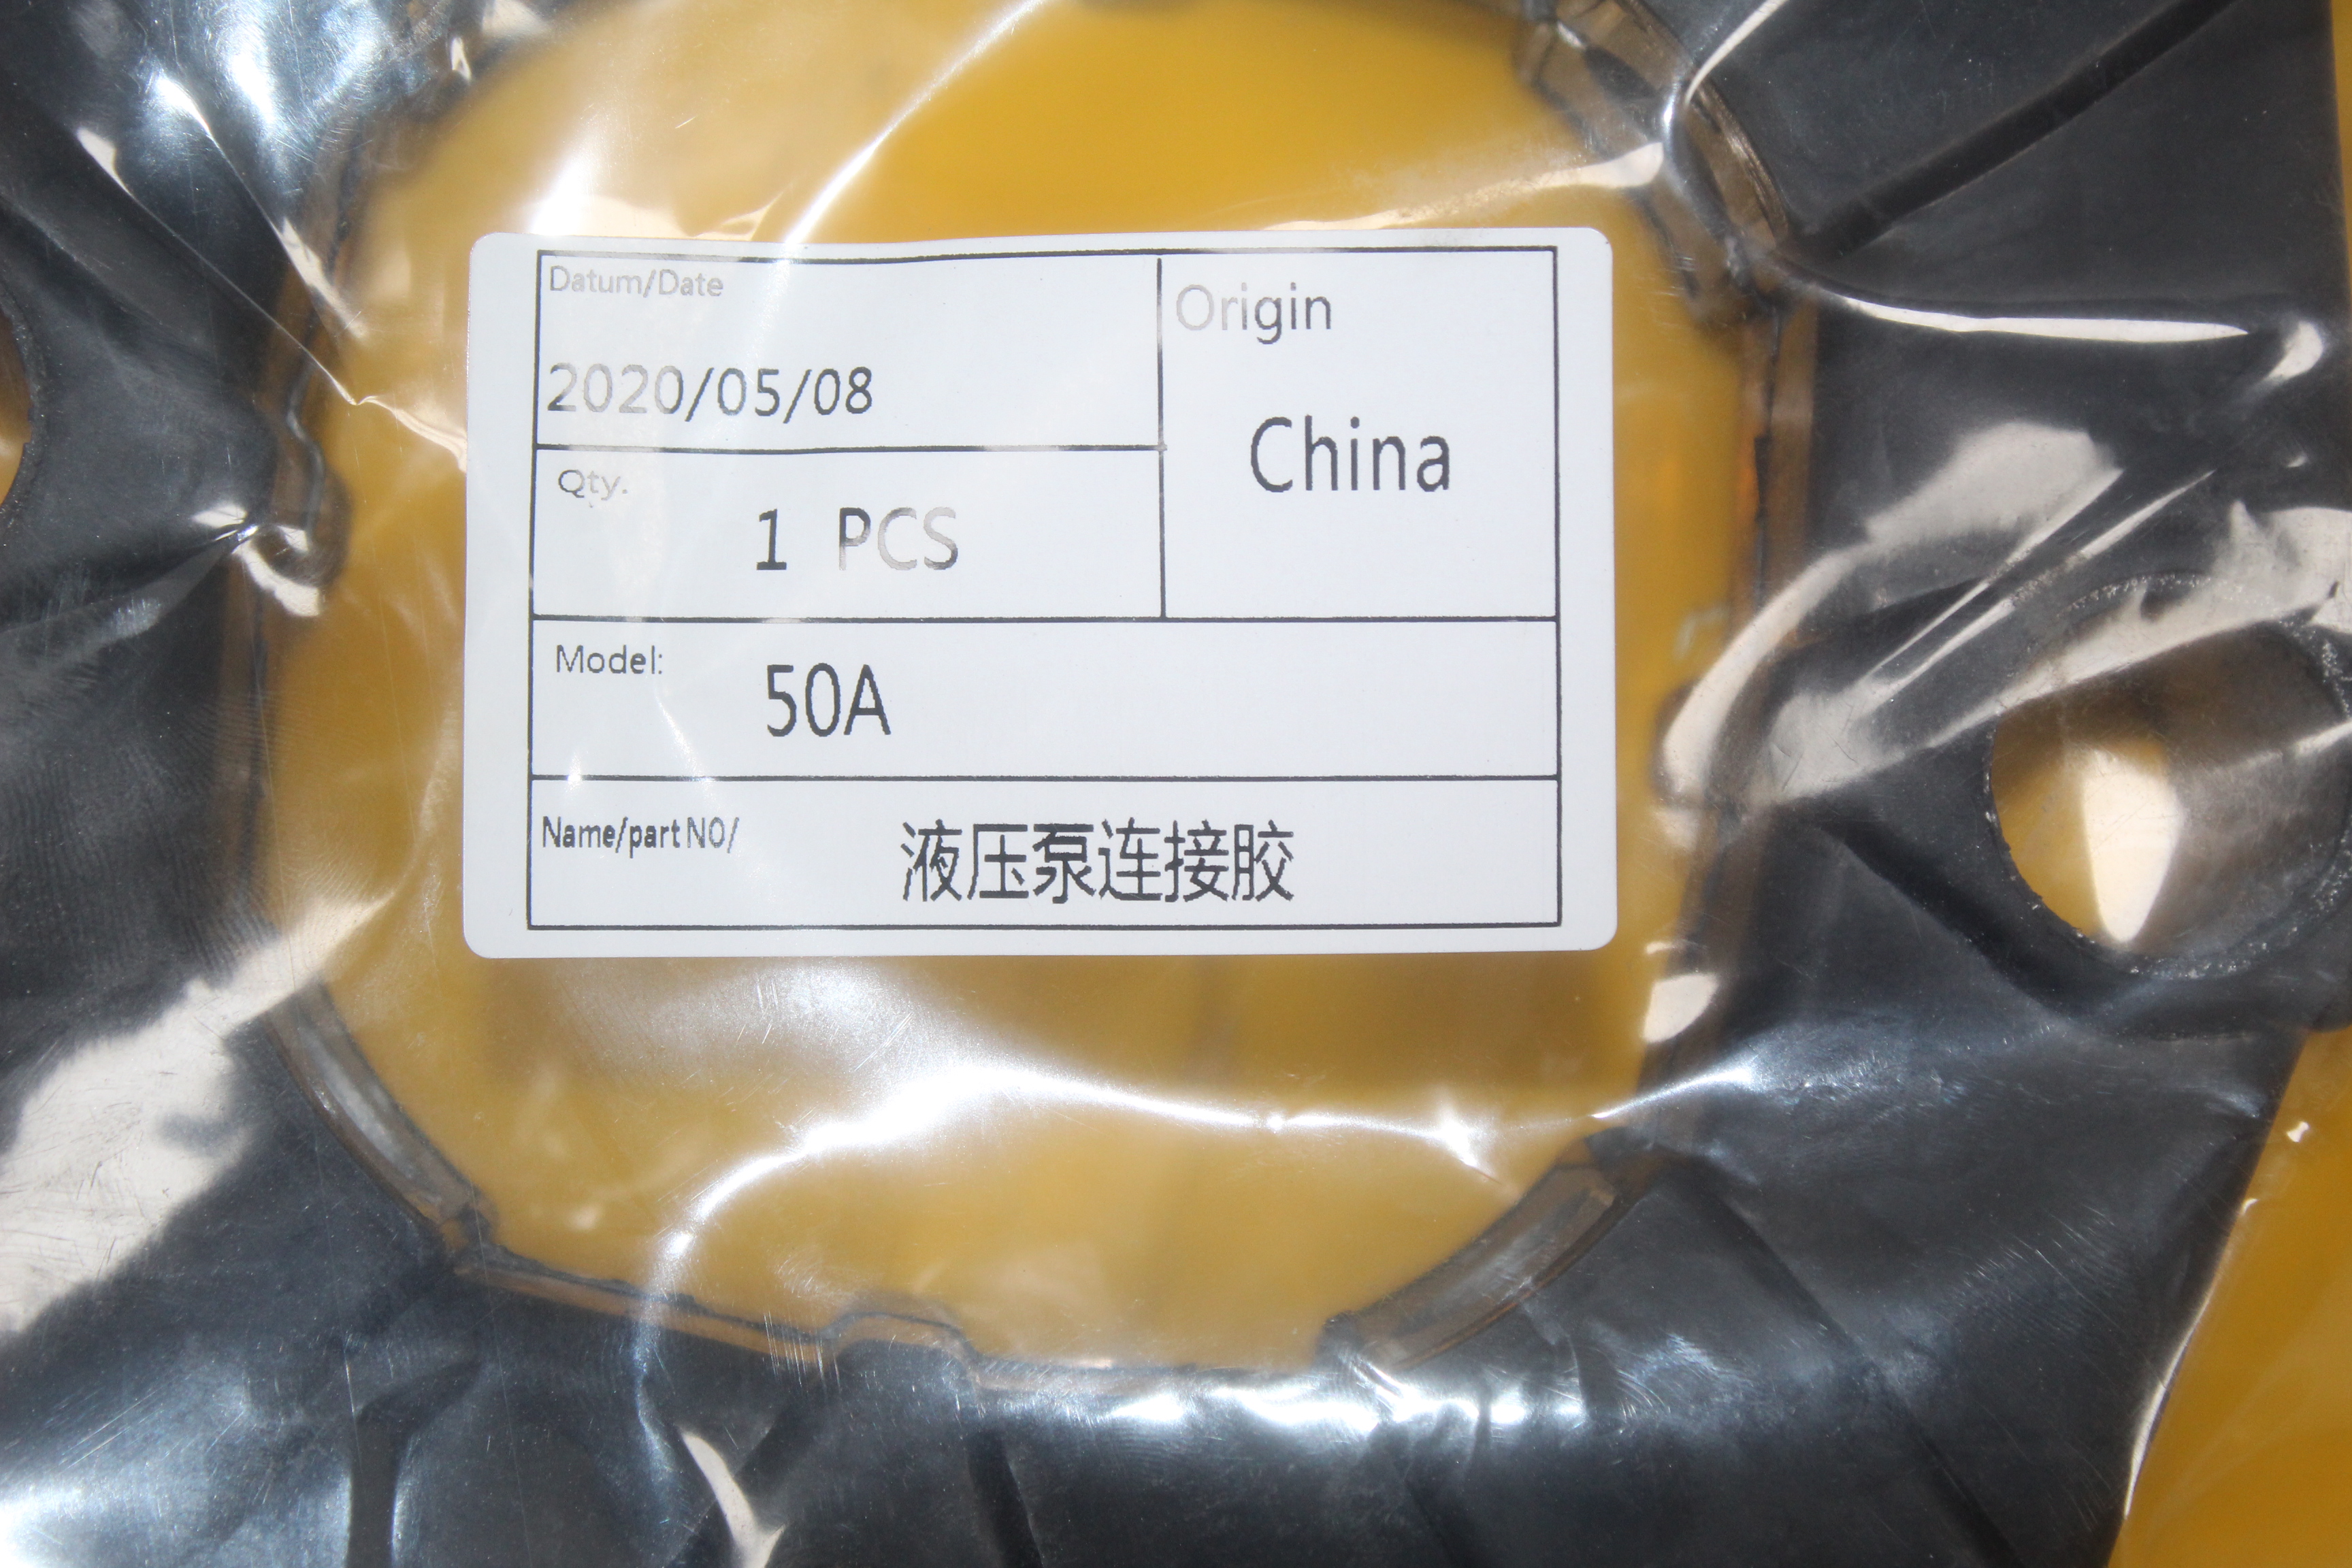 Datum/Date
2020/05/08
Origin
China
Qty.
1 PCS
Model:
50A
Name/part NO/
液压泵连接胶